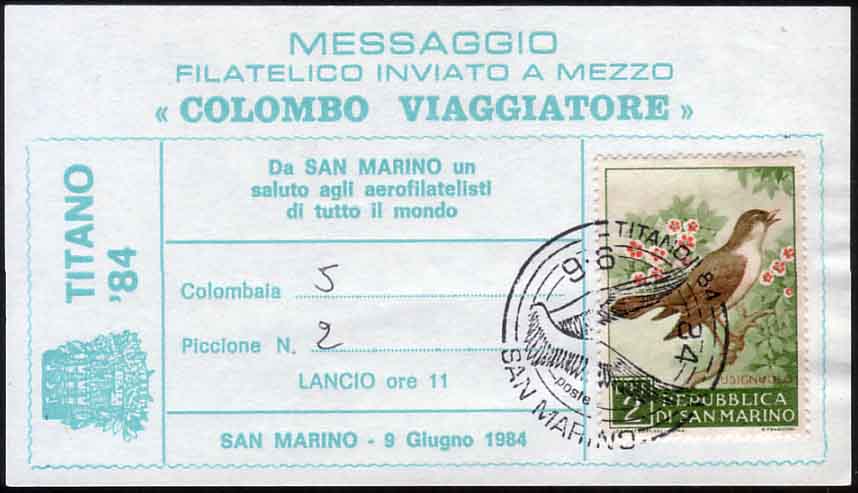 MESSAGGIO
FILATELICO INVIATO A MEZZO
« COLOMBO VIAGGIATORE »
TITANO '84
Da SAN MARINO un
saluto agli aerofilatelisti
di tutto il mondo
Colombaia 5
Piccione N. 2
LANCIO ore 11
SAN MARINO - 9 Giugno 1984
TITANO '84
9-6-84
poste
SAN MARINO
USIGNUOLO
2 REPUBBLICA
DI SAN MARINO